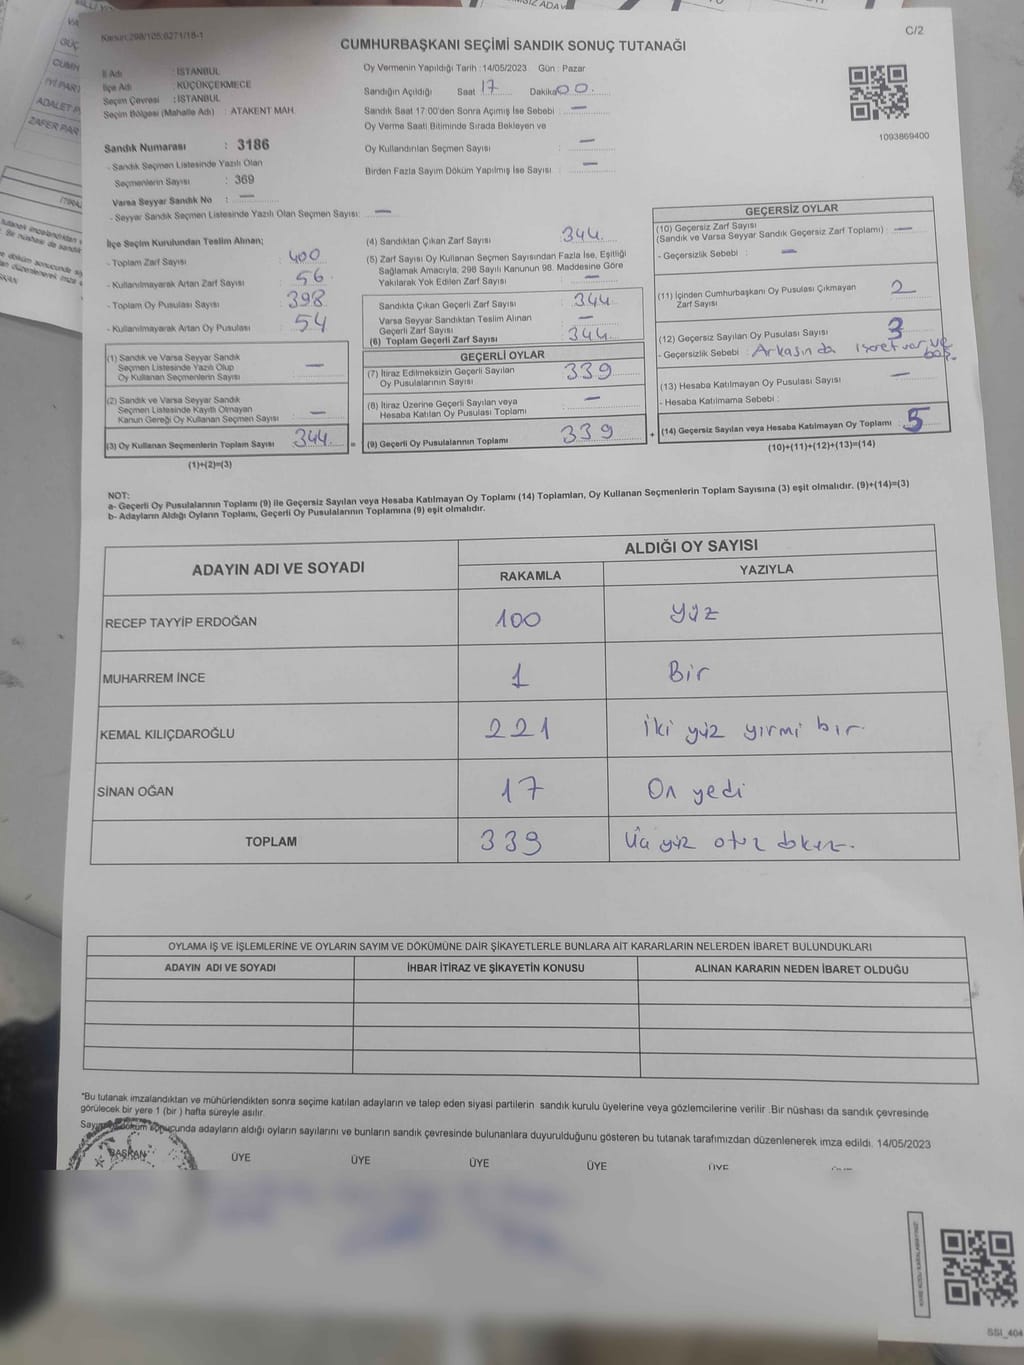 Kanun:298/105;6271/18-1
C/2
CUMHURBAŞKANI SEÇİMİ SANDIK SONUÇ TUTANAĞI
İl Adı : İSTANBUL
İlçe Adı : KÜÇÜKÇEKMECE
Seçim Çevresi : İSTANBUL
Seçim Bölgesi (Mahalle Adı) : ATAKENT MAH.
Oy Vermenin Yapıldığı Tarih : 14/05/2023 Gün : Pazar
Sandığın Açıldığı Saat 17 Dakika 00.
Sandık Saat 17:00'den Sonra Açımış İse Sebebi : —
Oy Verme Saati Bitiminde Sırada Bekleyen ve
Oy Kullandırılan Seçmen Sayısı : —
Birden Fazla Sayım Döküm Yapılmış İse Sayısı : —
1093869400
Sandık Numarası : 3186
- Sandık Seçmen Listesinde Yazılı Olan
Seçmenlerin Sayısı : 369
Varsa Seyyar Sandık No : —
- Seyyar Sandık Seçmen Listesinde Yazılı Olan Seçmen Sayısı: —
İlçe Seçim Kurulundan Teslim Alınan;
- Toplam Zarf Sayısı : 400
- Kullanılmayarak Artan Zarf Sayısı : 56
- Toplam Oy Pusulası Sayısı : 398
- Kullanılmayarak Artan Oy Pusulası : 54
(1) Sandık ve Varsa Seyyar Sandık
Seçmen Listesinde Yazılı Olup
Oy Kullanan Seçmenlerin Sayısı : —
(2) Sandık ve Varsa Seyyar Sandık
Seçmen Listesinde Kayıtlı Olmayan
Kanun Gereği Oy Kullanan Seçmen Sayısı : —
(3) Oy Kullanan Seçmenlerin Toplam Sayısı : 344
(1)+(2)=(3)
(4) Sandıktan Çıkan Zarf Sayısı : 344
(5) Zarf Sayısı Oy Kullanan Seçmen Sayısından Fazla İse, Eşitliği
Sağlamak Amacıyla; 298 Sayılı Kanunun 98. Maddesine Göre
Yakılarak Yok Edilen Zarf Sayısı : —
Sandıkta Çıkan Geçerli Zarf Sayısı : 344
Varsa Seyyar Sandıktan Teslim Alınan
Geçerli Zarf Sayısı : —
(6) Toplam Geçerli Zarf Sayısı : 344
GEÇERLİ OYLAR
(7) İtiraz Edilmeksizin Geçerli Sayılan
Oy Pusulalarının Sayısı : 339
(8) İtiraz Üzerine Geçerli Sayılan veya
Hesaba Katılan Oy Pusulası Toplamı : —
= (9) Geçerli Oy Pusulalarının Toplamı : 339
GEÇERSİZ OYLAR
(10) Geçersiz Zarf Sayısı
(Sandık ve Varsa Seyyar Sandık Geçersiz Zarf Toplamı) : —
- Geçersizlik Sebebi : —
(11) İçinden Cumhurbaşkanı Oy Pusulası Çıkmayan
Zarf Sayısı : 2
(12) Geçersiz Sayılan Oy Pusulası Sayısı : 3
- Geçersizlik Sebebi : Arkasında işaret var, ve boş.
(13) Hesaba Katılmayan Oy Pusulası Sayısı : —
- Hesaba Katılmama Sebebi :
+ (14) Geçersiz Sayılan veya Hesaba Katılmayan Oy Toplamı : 5
(10)+(11)+(12)+(13)=(14)
NOT:
a- Geçerli Oy Pusulalarının Toplamı (9) ile Geçersiz Sayılan veya Hesaba Katılmayan Oy Toplamı (14) Toplamları, Oy Kullanan Seçmenlerin Toplam Sayısına (3) eşit olmalıdır. (9)+(14)=(3)
b- Adayların Aldığı Oyların Toplamı, Geçerli Oy Pusulalarının Toplamına (9) eşit olmalıdır.
ADAYIN ADI VE SOYADI ALDIĞI OY SAYISI
RAKAMLA YAZIYLA
RECEP TAYYİP ERDOĞAN 100 Yüz
MUHARREM İNCE 1 Bir
KEMAL KILIÇDAROĞLU 221 İki yüz yirmi bir.
SİNAN OĞAN 17 On yedi
TOPLAM 339 Üç yüz otuz dokuz.
OYLAMA İŞ VE İŞLEMLERİNE VE OYLARIN SAYIM VE DÖKÜMÜNE DAİR ŞİKAYETLERLE BUNLARA AİT KARARLARIN NELERDEN İBARET BULUNDUKLARI
ADAYIN ADI VE SOYADI İHBAR İTİRAZ VE ŞİKAYETİN KONUSU ALINAN KARARIN NEDEN İBARET OLDUĞU
*Bu tutanak imzalandıktan ve mühürlendikten sonra seçime katılan adayların ve talep eden siyasi partilerin sandık kurulu üyelerine veya gözlemcilerine verilir .Bir nüshası da sandık çevresinde
görülecek bir yere 1 (bir ) hafta süreyle asılır.
Sayım döküm sonucunda adayların aldığı oyların sayılarını ve bunların sandık çevresinde bulunanlara duyurulduğunu gösteren bu tutanak tarafımızdan düzenlenerek imza edildi. 14/05/2023
BAŞKAN ÜYE ÜYE ÜYE ÜYE ÜYE
SSI_404